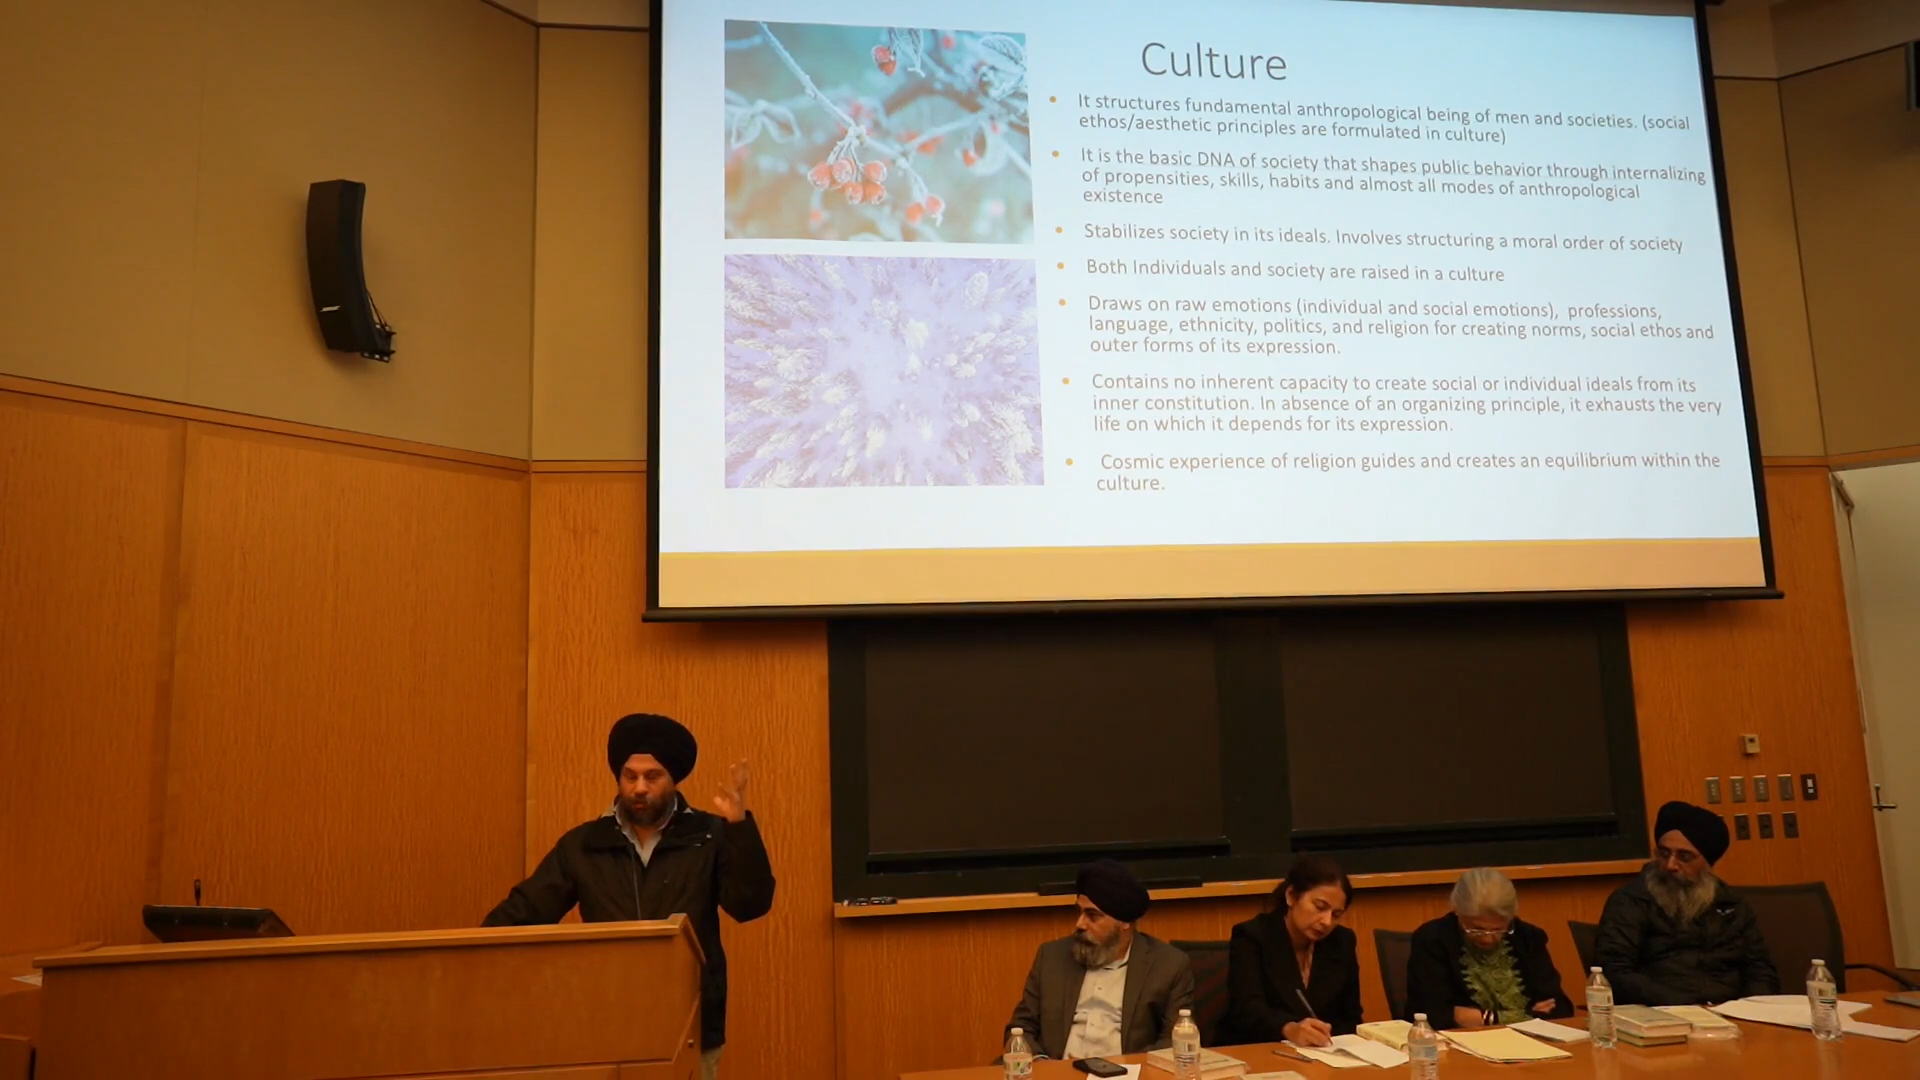 Culture
It structures fundamental anthropological being of men and societies. (social
ethos/aesthetic principles are formulated in culture)
It is the basic DNA of society that shapes public behavior through internalizing
of propensities, skills, habits and almost all modes of anthropological
existence
Stabilizes society in its ideals. Involves structuring a moral order of society
Both Individuals and society are raised in a culture
Draws on raw emotions (individual and social emotions), professions,
language, ethnicity, politics, and religion for creating norms, social ethos and
outer forms of its expression.
Contains no inherent capacity to create social or individual ideals from its
inner constitution. In absence of an organizing principle, it exhausts the very
life on which it depends for its expression.
Cosmic experience of religion guides and creates an equilibrium within the
culture.